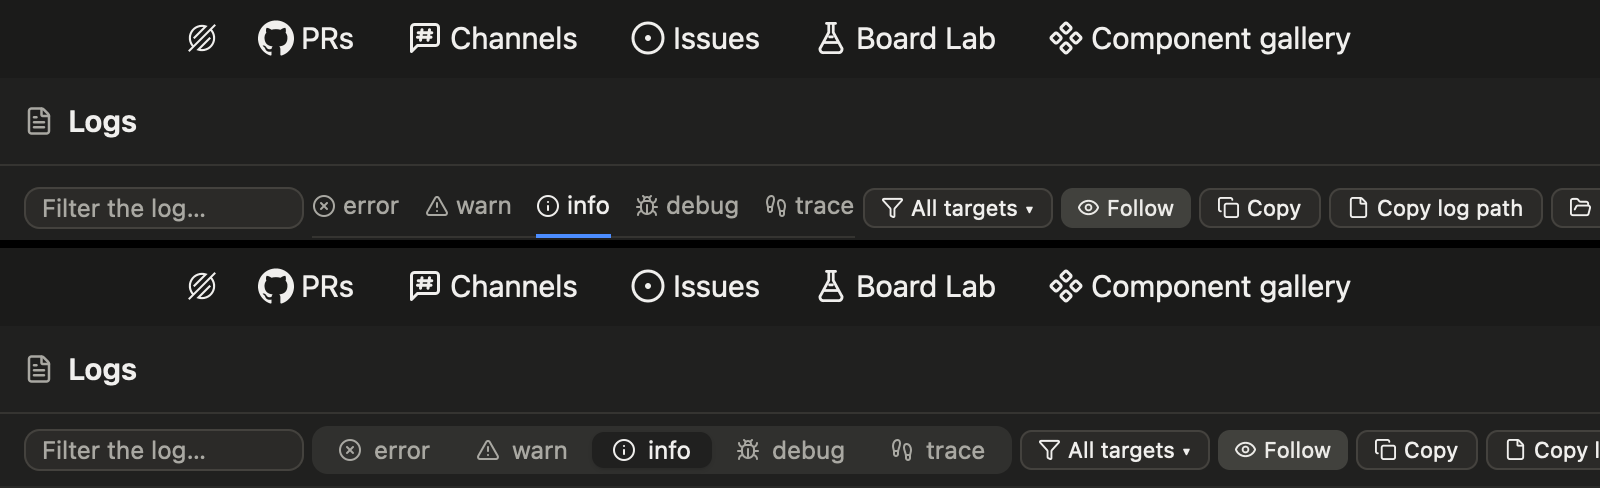 PRs Channels Issues Board Lab Component gallery
Logs
Filter the log... error warn info debug trace All targets ▾ Follow Copy Copy log path
PRs Channels Issues Board Lab Component gallery
Logs
Filter the log... error warn info debug trace All targets ▾ Follow Copy Copy l